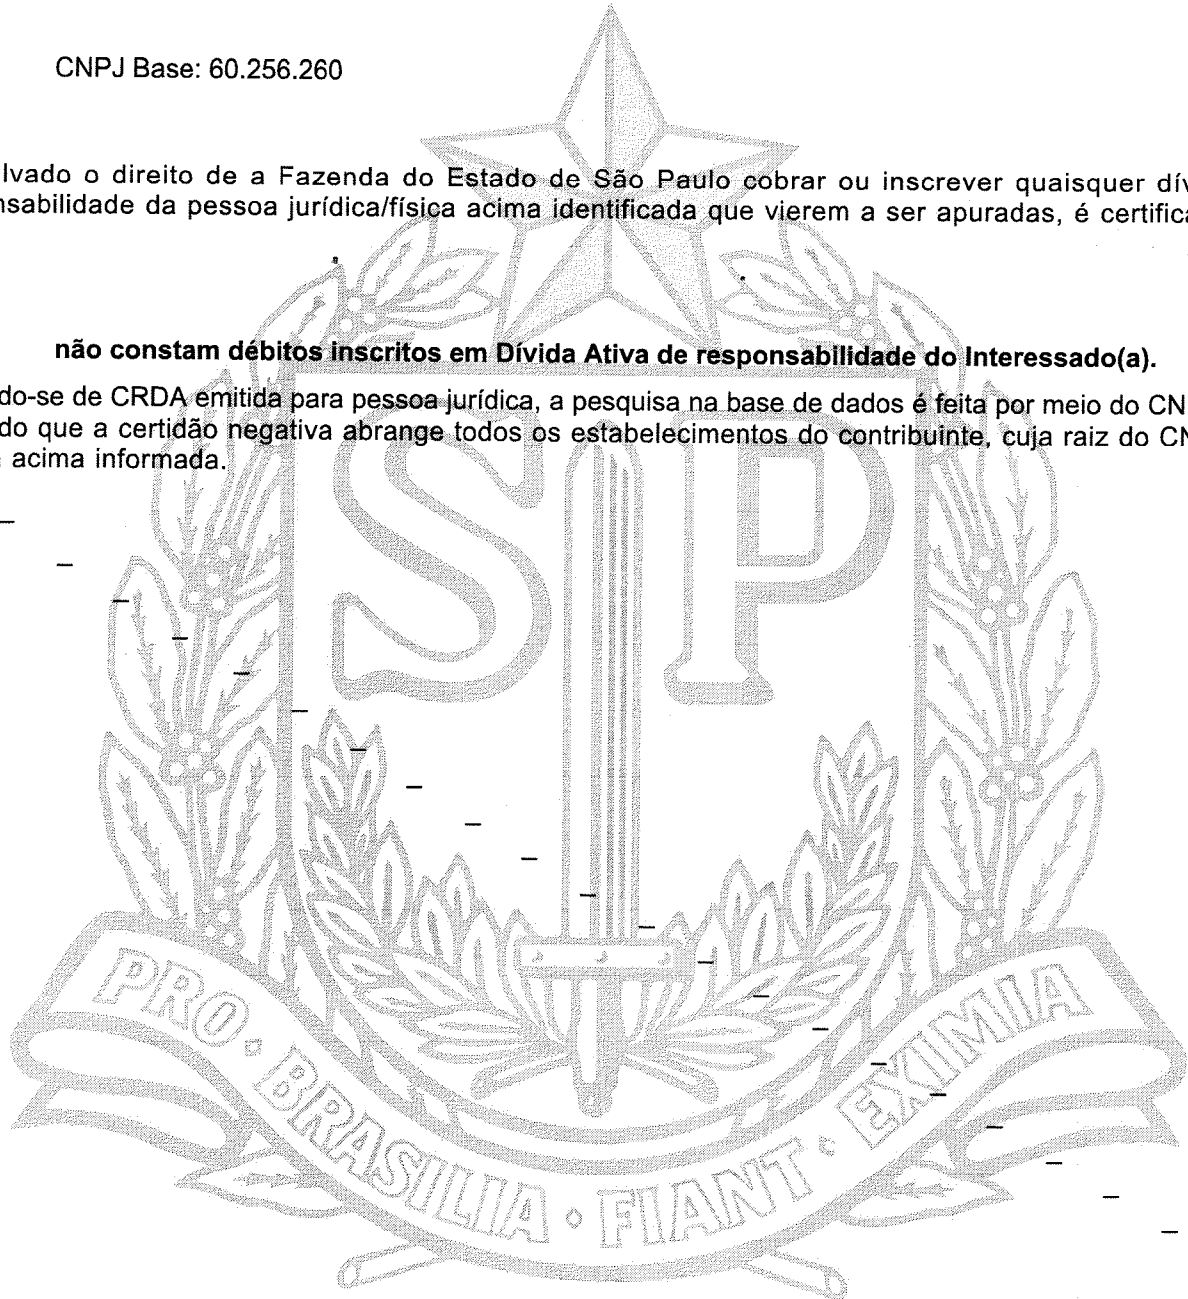 CNPJ Base: 60.256.260
lvado o direito de a Fazenda do Estado de São Paulo cobrar ou inscrever quaisquer dív
nsabilidade da pessoa jurídica/física acima identificada que vierem a ser apuradas, é certifica
não constam débitos inscritos em Dívida Ativa de responsabilidade do Interessado(a).
do-se de CRDA emitida para pessoa jurídica, a pesquisa na base de dados é feita por meio do CN
do que a certidão negativa abrange todos os estabelecimentos do contribuinte, cuja raiz do CN
acima informada.
SP
PRO · BRASILIA · FIANT · EXIMIA